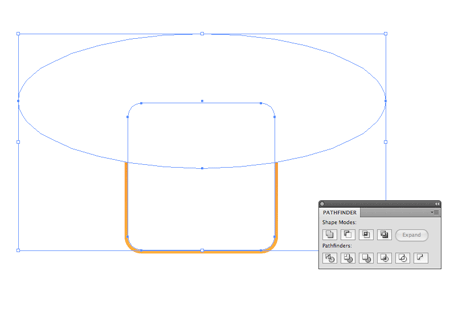 PATHFINDER
Shape Modes:
Expand
Pathfinders: